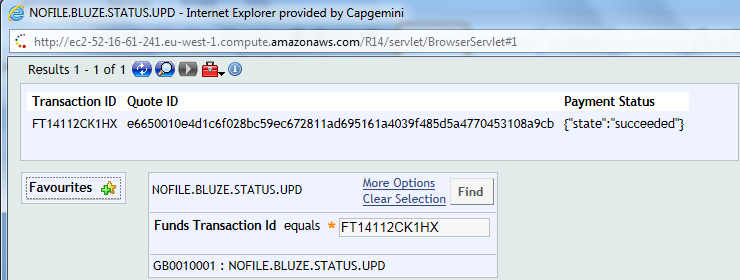 NOFILE.BLUZE.STATUS.UPD - Internet Explorer provided by Capgemini
http://ec2-52-16-61-241.eu-west-1.compute.amazonaws.com/R14/servlet/BrowserServlet#1
Results 1 - 1 of 1
Transaction ID Quote ID Payment Status
FT14112CK1HX e6650010e4d1c6f028bc59ec672811ad695161a4039f485d5a4770453108a9cb {"state":"succeeded"}
Favourites
NOFILE.BLUZE.STATUS.UPD More Options Find
Clear Selection
Funds Transaction Id equals * FT14112CK1HX
GB0010001 : NOFILE.BLUZE.STATUS.UPD